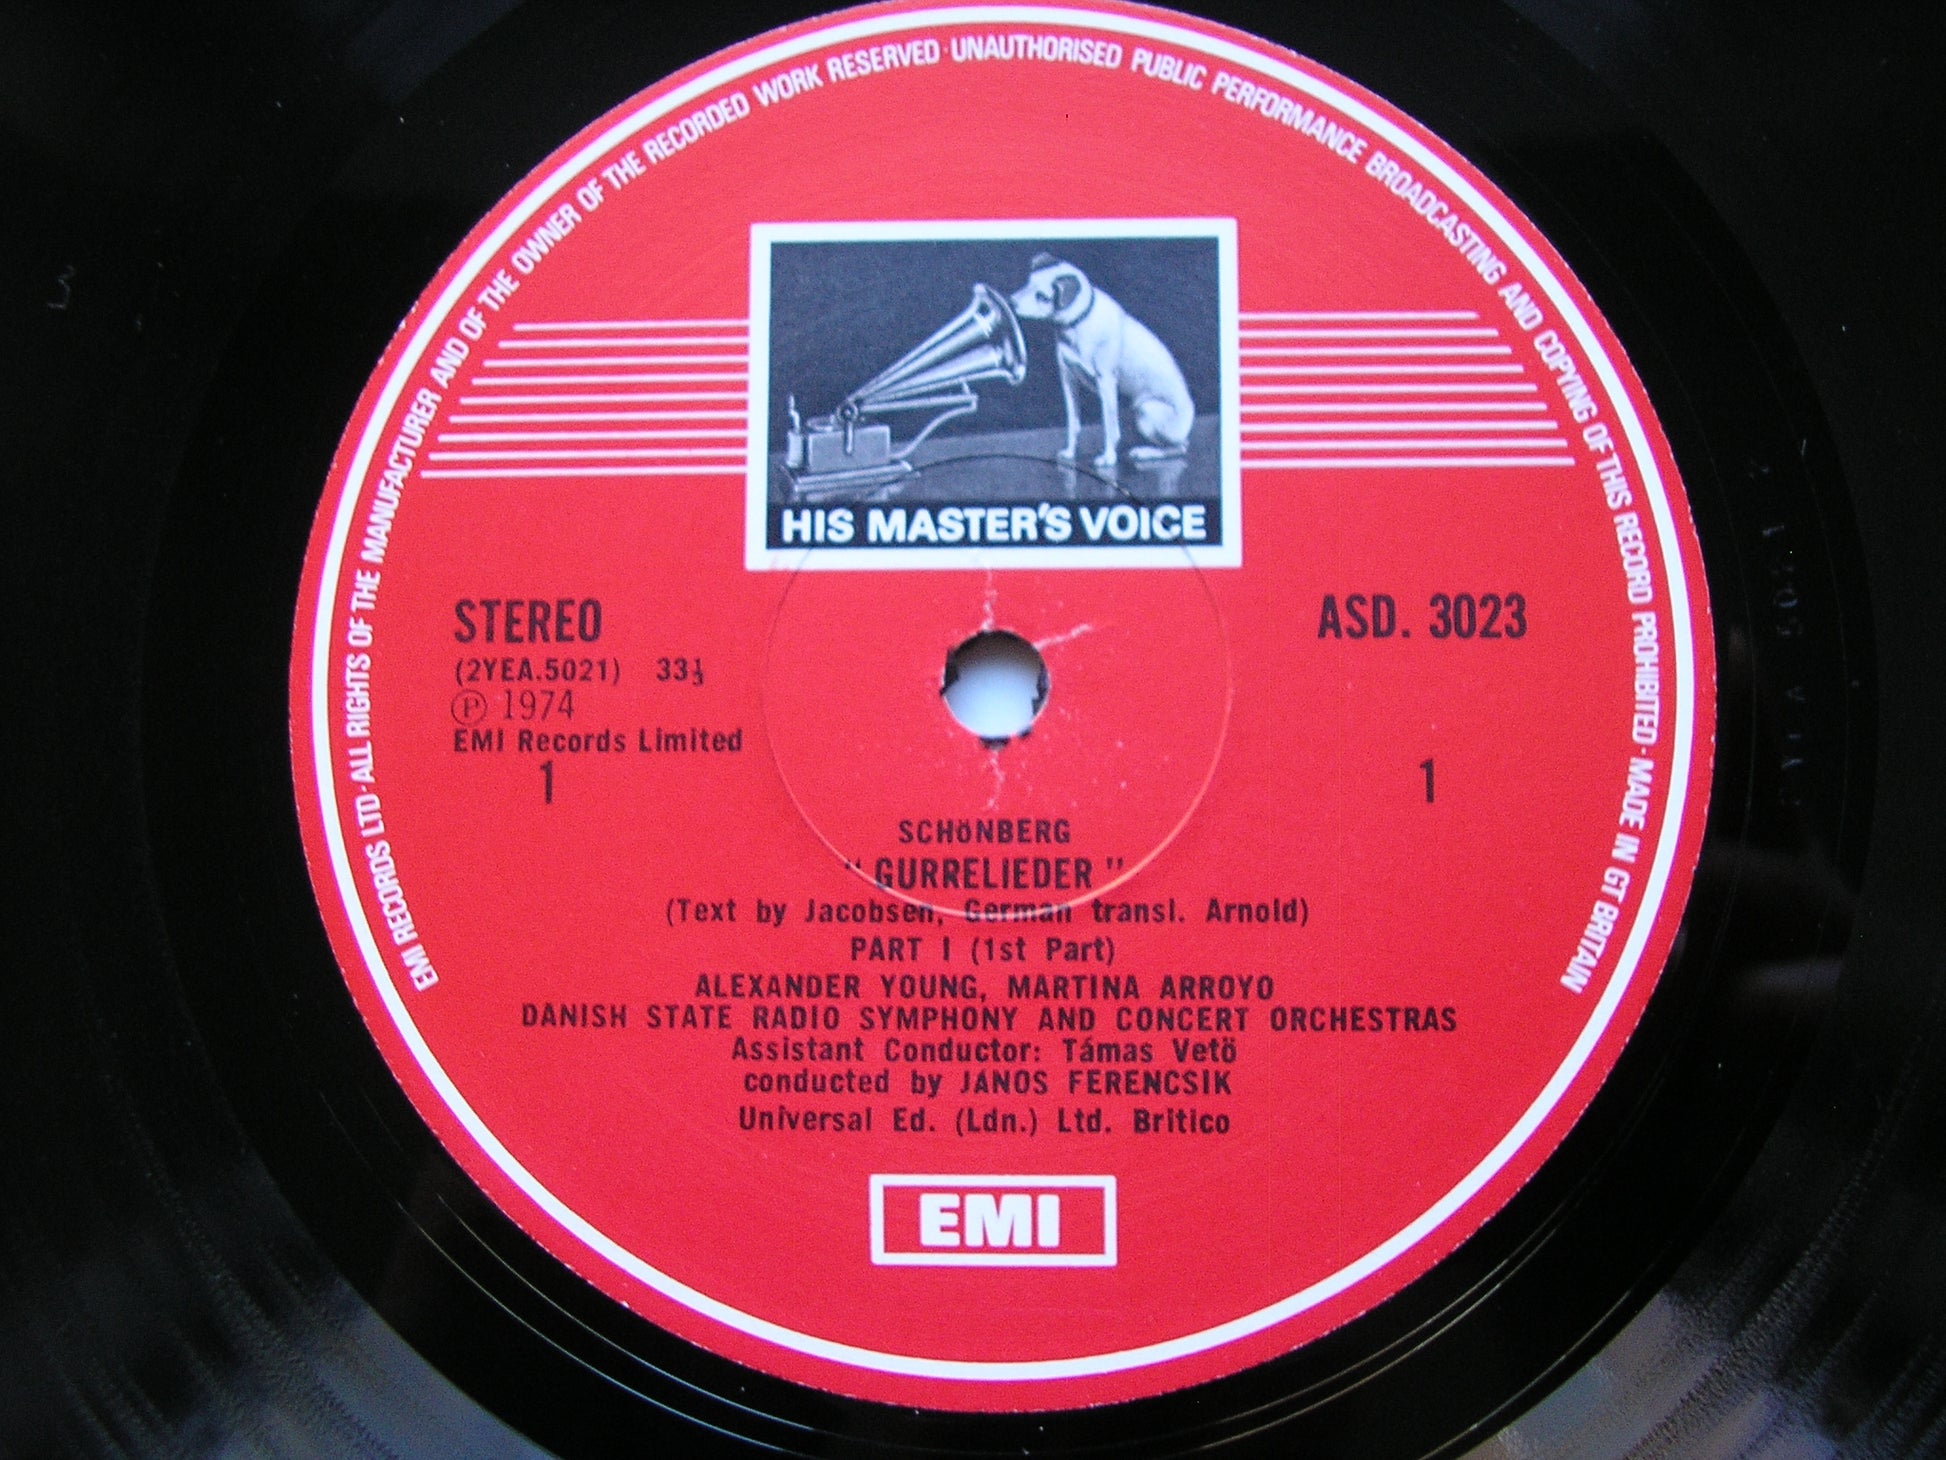 EMI RECORDS LTD · ALL RIGHTS OF THE MANUFACTURER AND OF THE OWNER OF THE RECORDED WORK RESERVED · UNAUTHORISED PUBLIC PERFORMANCE BROADCASTING AND COPYING OF THIS RECORD PROHIBITED · MADE IN GT BRITAIN
HIS MASTER'S VOICE
STEREO
ASD. 3023
(2YEA.5021) 33⅓
Ⓟ 1974
EMI Records Limited
1
1
SCHöNBERG
" GURRELIEDER "
(Text by Jacobsen, German transl. Arnold)
PART I (1st Part)
ALEXANDER YOUNG, MARTINA ARROYO
DANISH STATE RADIO SYMPHONY AND CONCERT ORCHESTRAS
Assistant Conductor: Támas Vetö
conducted by JÁNOS FERENCSIK
Universal Ed. (Ldn.) Ltd. Britico
EMI